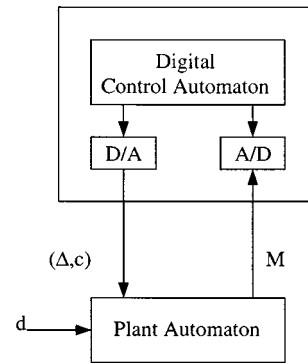 Digital
Control Automaton
D/A
A/D
(Δ,c)
M
d
Plant Automaton